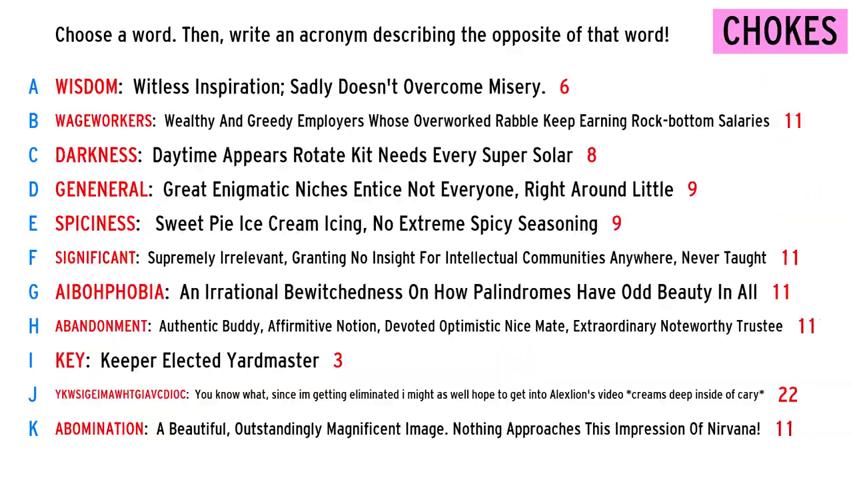 Choose a word. Then, write an acronym describing the opposite of that word!
CHOKES
A WISDOM: Witless Inspiration; Sadly Doesn't Overcome Misery. 6
B WAGEWORKERS: Wealthy And Greedy Employers Whose Overworked Rabble Keep Earning Rock-bottom Salaries 11
C DARKNESS: Daytime Appears Rotate Kit Needs Every Super Solar 8
D GENENERAL: Great Enigmatic Niches Entice Not Everyone, Right Around Little 9
E SPICINESS: Sweet Pie Ice Cream Icing, No Extreme Spicy Seasoning 9
F SIGNIFICANT: Supremely Irrelevant, Granting No Insight For Intellectual Communities Anywhere, Never Taught 11
G AIBOHPHOBIA: An Irrational Bewitchedness On How Palindromes Have Odd Beauty In All 11
H ABANDONMENT: Authentic Buddy, Affirmitive Notion, Devoted Optimistic Nice Mate, Extraordinary Noteworthy Trustee 11
I KEY: Keeper Elected Yardmaster 3
J YKWSIGEIMAWHTGIAVCDIOC: You know what, since im getting eliminated i might as well hope to get into Alexlion's video *creams deep inside of cary* 22
K ABOMINATION: A Beautiful, Outstandingly Magnificent Image. Nothing Approaches This Impression Of Nirvana! 11